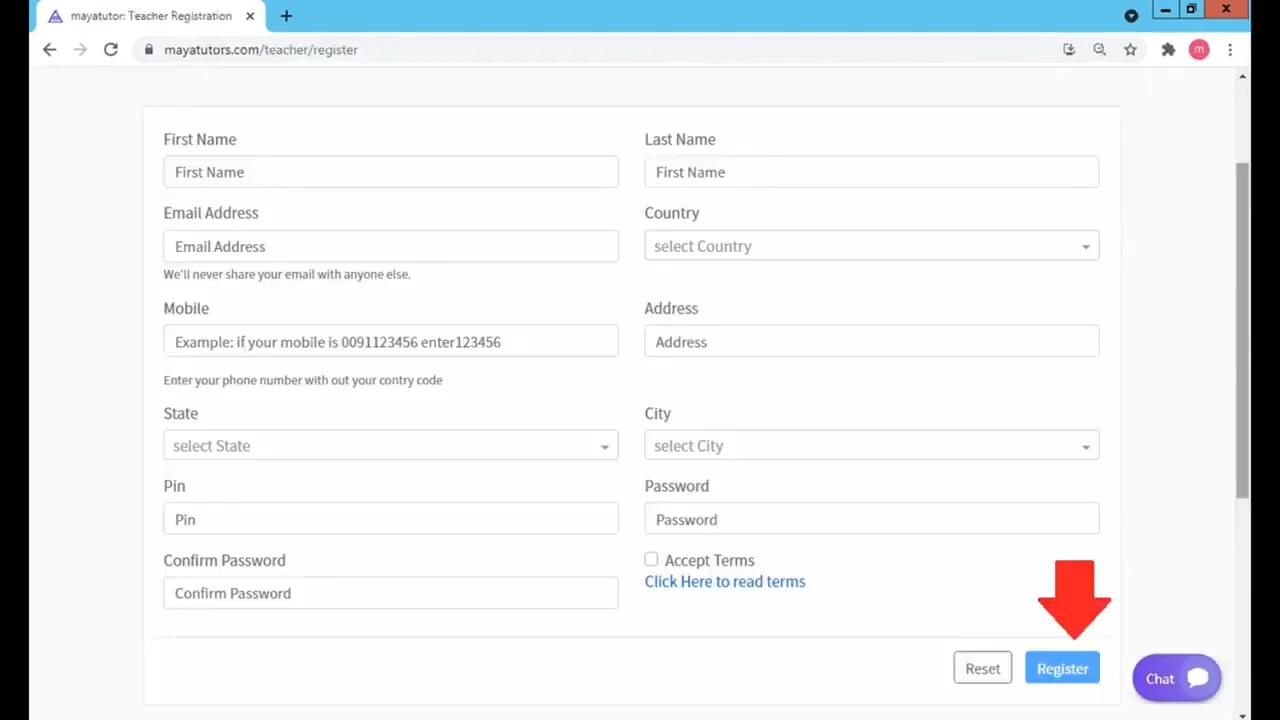 mayatutor: Teacher Registration
mayatutors.com/teacher/register
m
First Name
Last Name
First Name
First Name
Email Address
Country
Email Address
select Country
We'll never share your email with anyone else.
Mobile
Address
Example: if your mobile is 0091123456 enter123456
Address
Enter your phone number with out your contry code
State
City
select State
select City
Pin
Password
Pin
Password
Confirm Password
Accept Terms
Click Here to read terms
Confirm Password
Reset
Register
Chat